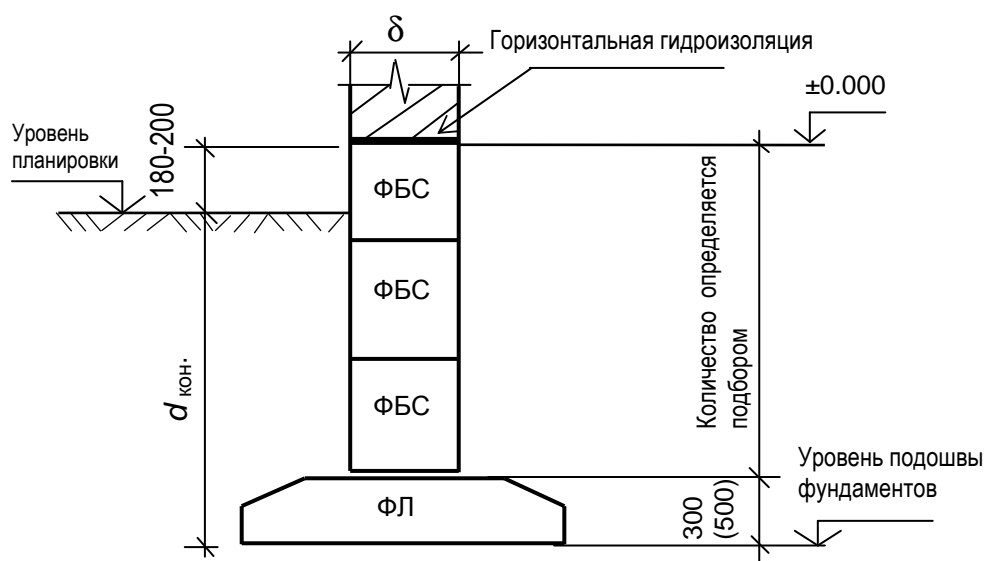 δ
Горизонтальная гидроизоляция
±0.000
Уровень
планировки
180-200
ФБС
ФБС
ФБС
d кон.
Количество определяется
подбором
Уровень подошвы
фундаментов
ФЛ
300
(500)